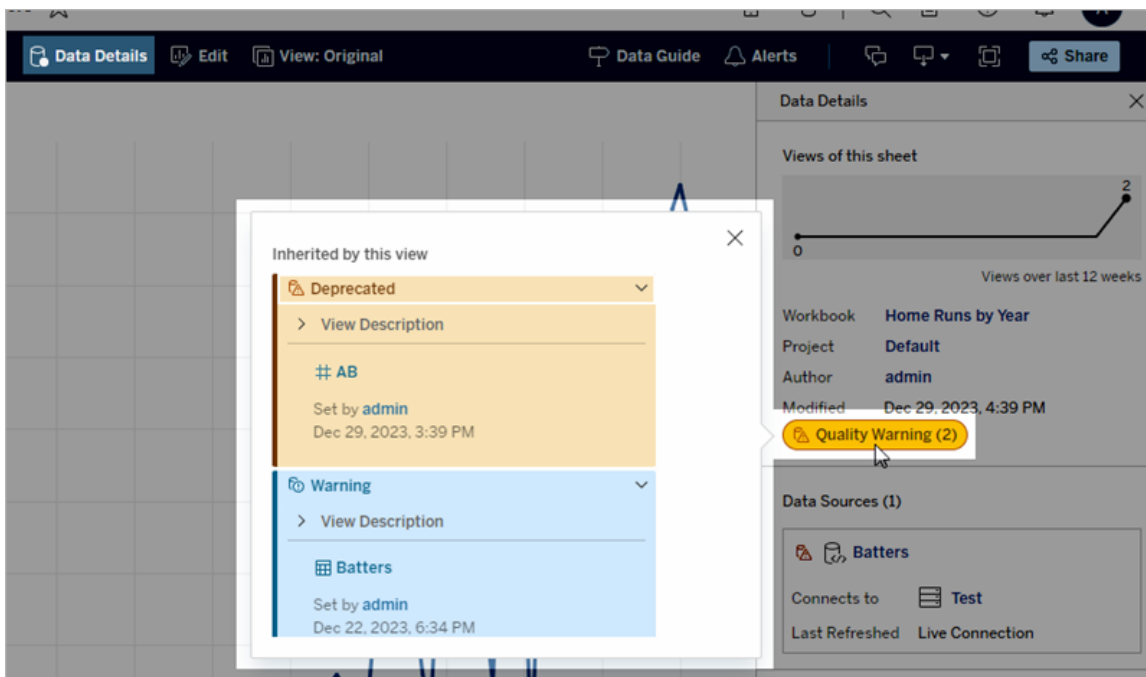 Data Details Edit View: Original Data Guide Alerts Share
Data Details
Views of this sheet
2
0
Views over last 12 weeks
Workbook Home Runs by Year
Project Default
Author admin
Modified Dec 29, 2023, 4:39 PM
Quality Warning (2)
Data Sources (1)
Batters
Connects to Test
Last Refreshed Live Connection
Inherited by this view
Deprecated
View Description
AB
Set by admin
Dec 29, 2023, 3:39 PM
Warning
View Description
Batters
Set by admin
Dec 22, 2023, 6:34 PM